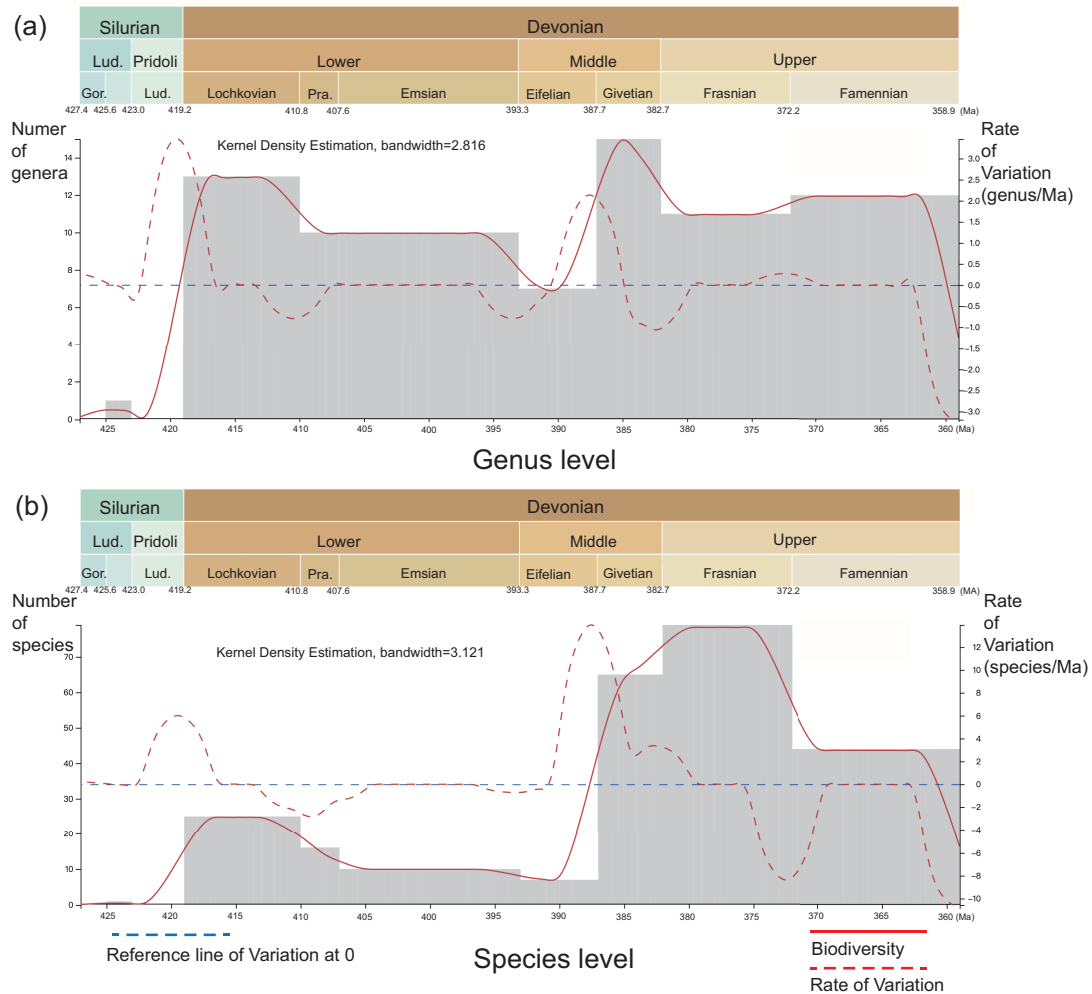 (a)
Silurian Devonian
Lud. Pridoli Lower Middle Upper
Gor. Lud. Lochkovian Pra. Emsian Eifelian Givetian Frasnian Famennian
427.4 425.6 423.0 419.2 410.8 407.6 393.3 387.7 382.7 372.2 358.9 (Ma)
Numer
of
genera
Kernel Density Estimation, bandwidth=2.816
Rate
of
Variation
(genus/Ma)
14
12
10
8
6
4
2
0
3.5
3.0
2.5
2.0
1.5
1.0
0.5
0.0
-0.5
-1.0
-1.5
-2.0
-2.5
-3.0
425 420 415 410 405 400 395 390 385 380 375 370 365 360 (Ma)
Genus level
(b)
Silurian Devonian
Lud. Pridoli Lower Middle Upper
Gor. Lud. Lochkovian Pra. Emsian Eifelian Givetian Frasnian Famennian
427.4 425.6 423.0 419.2 410.8 407.6 393.3 387.7 382.7 372.2 358.9 (MA)
Number
of
species
Kernel Density Estimation, bandwidth=3.121
Rate
of
Variation
(species/Ma)
70
60
50
40
30
20
10
0
14
12
10
8
6
4
2
0
-2
-4
-6
-8
-10
425 420 415 410 405 400 395 390 385 380 375 370 365 360 (Ma)
Reference line of Variation at 0
Species level
Biodiversity
Rate of Variation